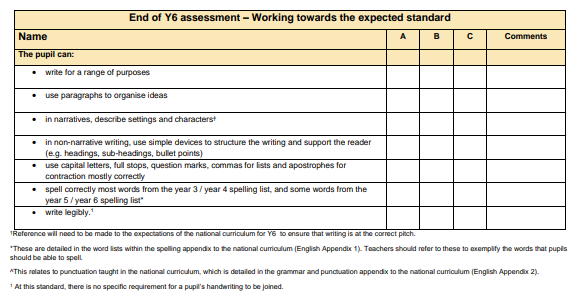 End of Y6 assessment – Working towards the expected standard
Name A B C Comments
The pupil can:
• write for a range of purposes
• use paragraphs to organise ideas
• in narratives, describe settings and characters‡
• in non-narrative writing, use simple devices to structure the writing and support the reader
(e.g. headings, sub-headings, bullet points)
• use capital letters, full stops, question marks, commas for lists and apostrophes for
contraction mostly correctly
• spell correctly most words from the year 3 / year 4 spelling list, and some words from the
year 5 / year 6 spelling list*
• write legibly.¹
†Reference will need to be made to the expectations of the national curriculum for Y6 to ensure that writing is at the correct pitch.
*These are detailed in the word lists within the spelling appendix to the national curriculum (English Appendix 1). Teachers should refer to these to exemplify the words that pupils
should be able to spell.
^This relates to punctuation taught in the national curriculum, which is detailed in the grammar and punctuation appendix to the national curriculum (English Appendix 2).
¹ At this standard, there is no specific requirement for a pupil's handwriting to be joined.